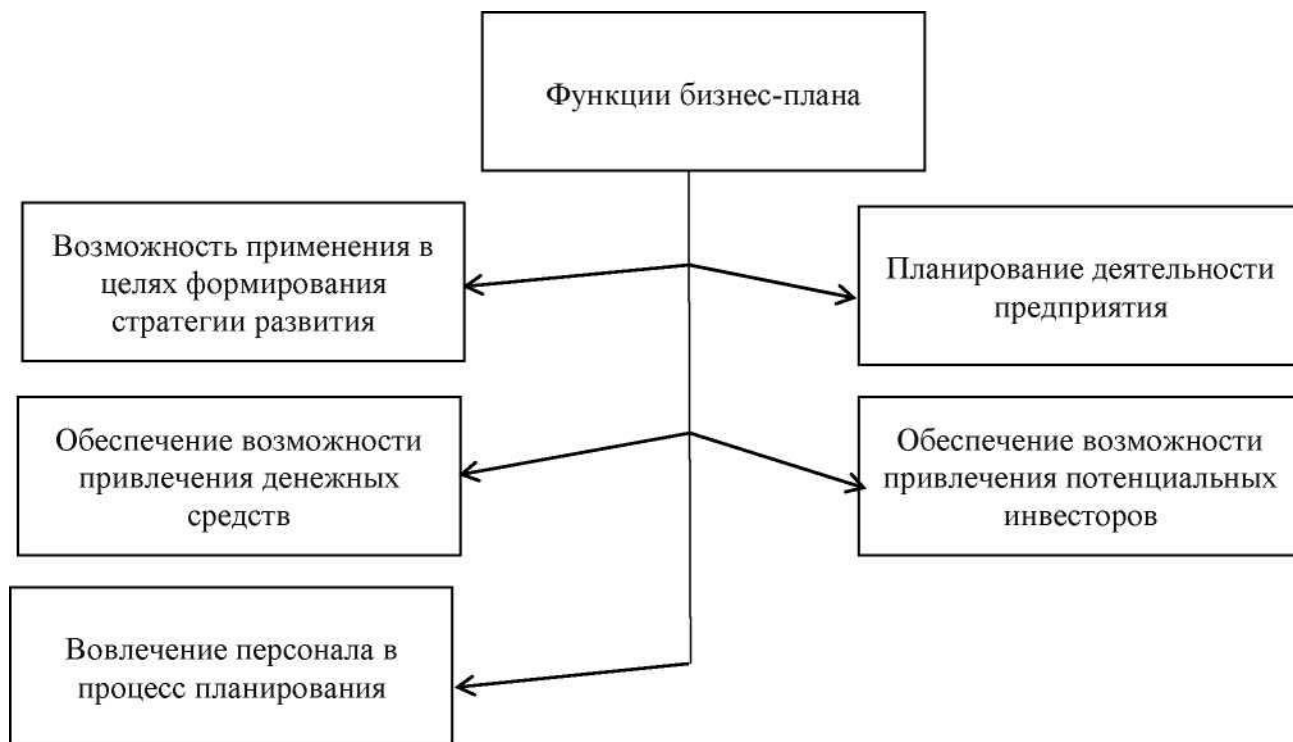 Функции бизнес-плана
Возможность применения в
целях формирования
стратегии развития
Планирование деятельности
предприятия
Обеспечение возможности
привлечения денежных
средств
Обеспечение возможности
привлечения потенциальных
инвесторов
Вовлечение персонала в
процесс планирования